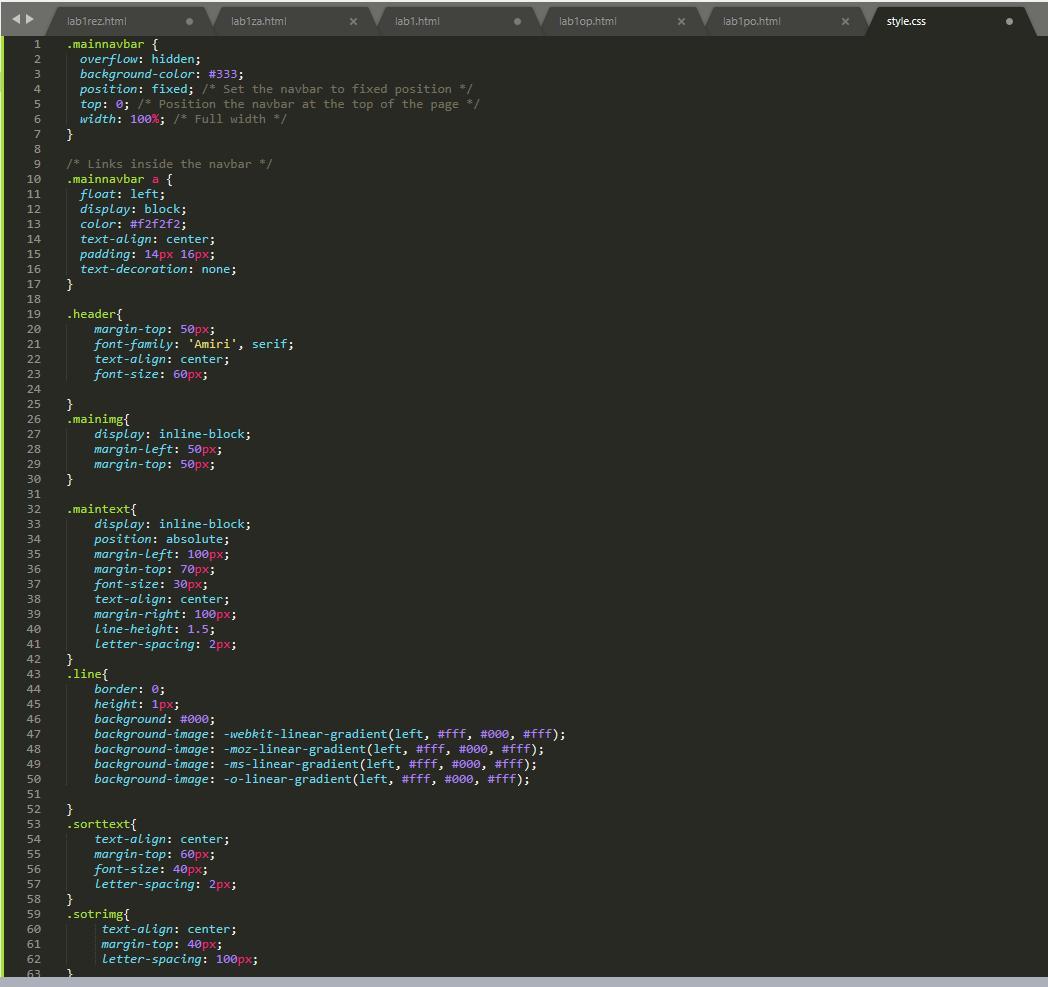 lab1rez.html lab1za.html lab1.html lab1op.html lab1po.html style.css
1 .mainnavbar {
2 overflow: hidden;
3 background-color: #333;
4 position: fixed; /* Set the navbar to fixed position */
5 top: 0; /* Position the navbar at the top of the page */
6 width: 100%; /* Full width */
7 }
8
9 /* Links inside the navbar */
10 .mainnavbar a {
11 float: left;
12 display: block;
13 color: #f2f2f2;
14 text-align: center;
15 padding: 14px 16px;
16 text-decoration: none;
17 }
18
19 .header{
20 margin-top: 50px;
21 font-family: 'Amiri', serif;
22 text-align: center;
23 font-size: 60px;
24
25 }
26 .mainimg{
27 display: inline-block;
28 margin-left: 50px;
29 margin-top: 50px;
30 }
31
32 .maintext{
33 display: inline-block;
34 position: absolute;
35 margin-left: 100px;
36 margin-top: 70px;
37 font-size: 30px;
38 text-align: center;
39 margin-right: 100px;
40 line-height: 1.5;
41 letter-spacing: 2px;
42 }
43 .line{
44 border: 0;
45 height: 1px;
46 background: #000;
47 background-image: -webkit-linear-gradient(left, #fff, #000, #fff);
48 background-image: -moz-linear-gradient(left, #fff, #000, #fff);
49 background-image: -ms-linear-gradient(left, #fff, #000, #fff);
50 background-image: -o-linear-gradient(left, #fff, #000, #fff);
51
52 }
53 .sorttext{
54 text-align: center;
55 margin-top: 60px;
56 font-size: 40px;
57 letter-spacing: 2px;
58 }
59 .sotrimg{
60 text-align: center;
61 margin-top: 40px;
62 letter-spacing: 100px;
63 }